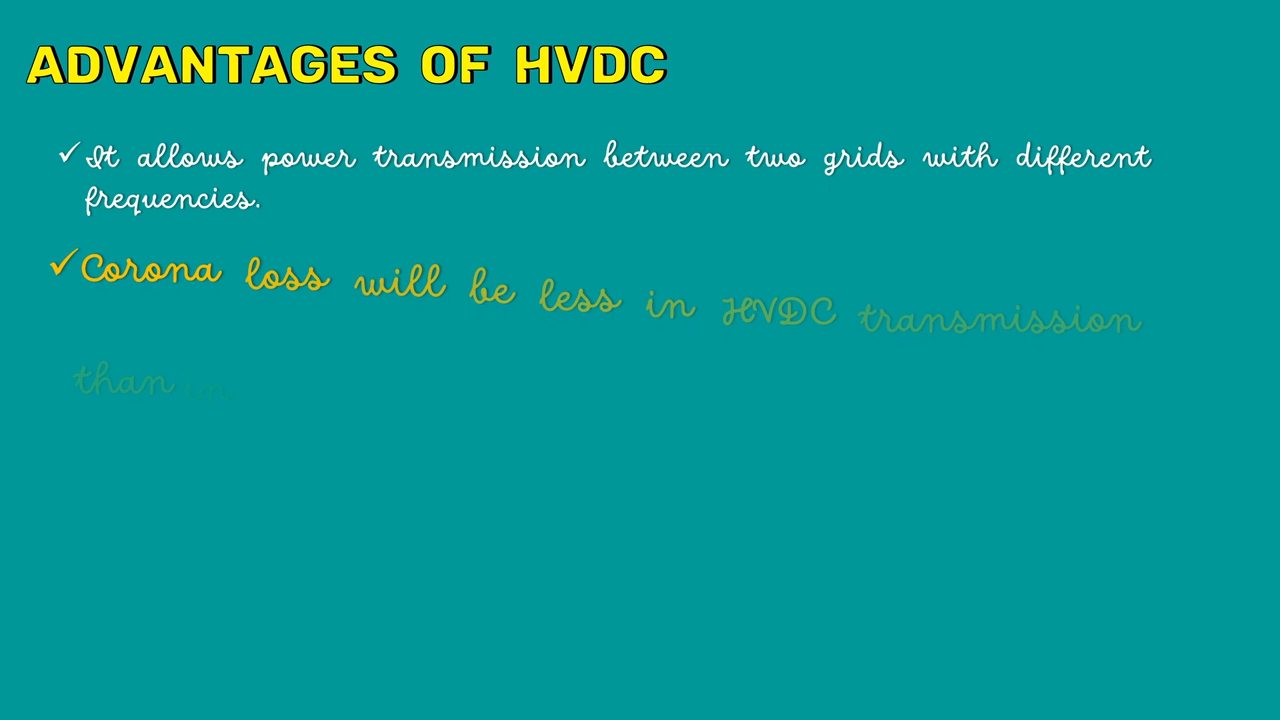 ADVANTAGES OF HVDC
✓It allows power transmission between two grids with different
frequencies.
✓Corona loss will be less in HVDC transmission
than